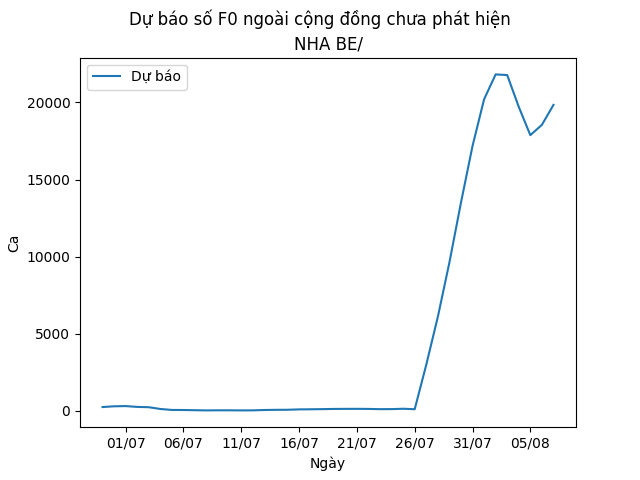 Dự báo số F0 ngoài cộng đồng chưa phát hiện
NHA BE/
Dự báo
20000
15000
10000
5000
0
Ca
01/07 06/07 11/07 16/07 21/07 26/07 31/07 05/08
Ngày